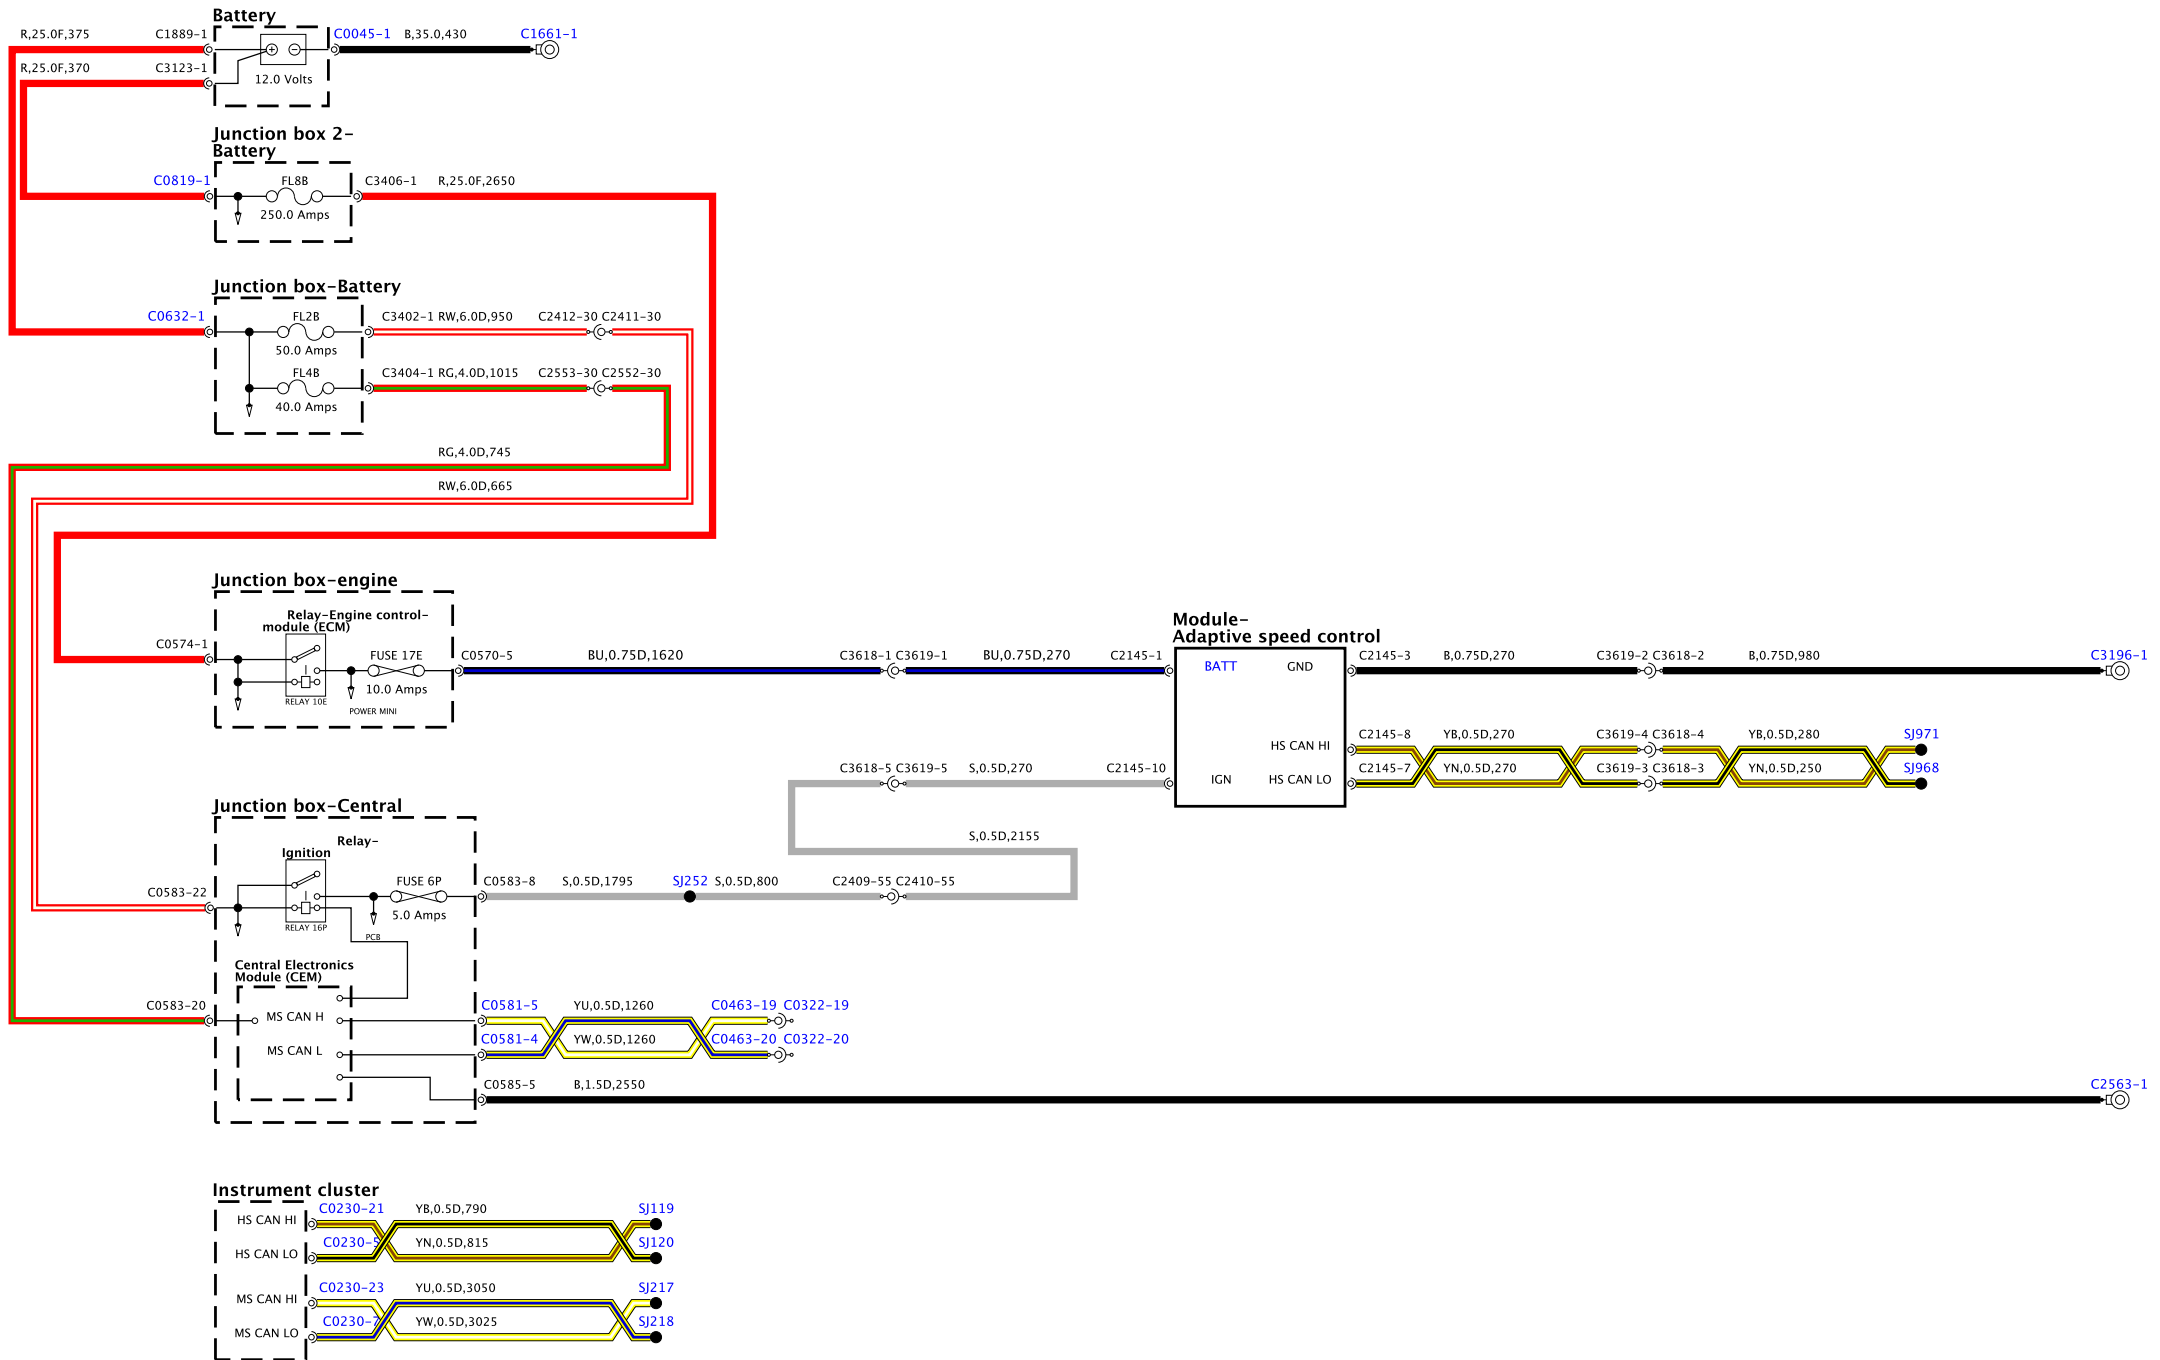 Battery
R,25.0F,375 C1889-1 C0045-1 B,35.0,430 C1661-1
R,25.0F,370 C3123-1
12.0 Volts
Junction box 2-
Battery
C0819-1 FL8B C3406-1 R,25.0F,2650
250.0 Amps
Junction box-Battery
C0632-1 FL2B C3402-1 RW,6.0D,950 C2412-30 C2411-30
50.0 Amps
FL4B C3404-1 RG,4.0D,1015 C2553-30 C2552-30
40.0 Amps
RG,4.0D,745
RW,6.0D,665
Junction box-engine
Relay-Engine control-
module (ECM)
C0574-1 FUSE 17E C0570-5 BU,0.75D,1620 C3618-1 C3619-1 BU,0.75D,270 C2145-1
10.0 Amps
RELAY 10E
POWER MINI
Module-
Adaptive speed control
BATT GND C2145-3 B,0.75D,270 C3619-2 C3618-2 B,0.75D,980 C3196-1
HS CAN HI C2145-8 YB,0.5D,270 C3619-4 C3618-4 YB,0.5D,280 SJ971
C3618-5 C3619-5 S,0.5D,270 C2145-10 IGN HS CAN LO C2145-7 YN,0.5D,270 C3619-3 C3618-3 YN,0.5D,250 SJ968
S,0.5D,2155
Junction box-Central
Relay-
Ignition
C0583-22 FUSE 6P C0583-8 S,0.5D,1795 SJ252 S,0.5D,800 C2409-55 C2410-55
5.0 Amps
RELAY 16P
PCB
Central Electronics
Module (CEM)
C0583-20 MS CAN H C0581-5 YU,0.5D,1260 C0463-19 C0322-19
MS CAN L C0581-4 YW,0.5D,1260 C0463-20 C0322-20
C0585-5 B,1.5D,2550 C2563-1
Instrument cluster
HS CAN HI C0230-21 YB,0.5D,790 SJ119
HS CAN LO C0230-5 YN,0.5D,815 SJ120
MS CAN HI C0230-23 YU,0.5D,3050 SJ217
MS CAN LO C0230-7 YW,0.5D,3025 SJ218